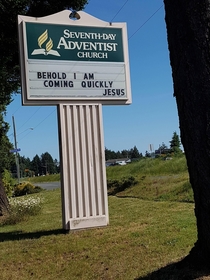 SEVENTH-DAY
ADVENTIST
CHURCH
BEHOLD I AM
COMING QUICKLY
JESUS